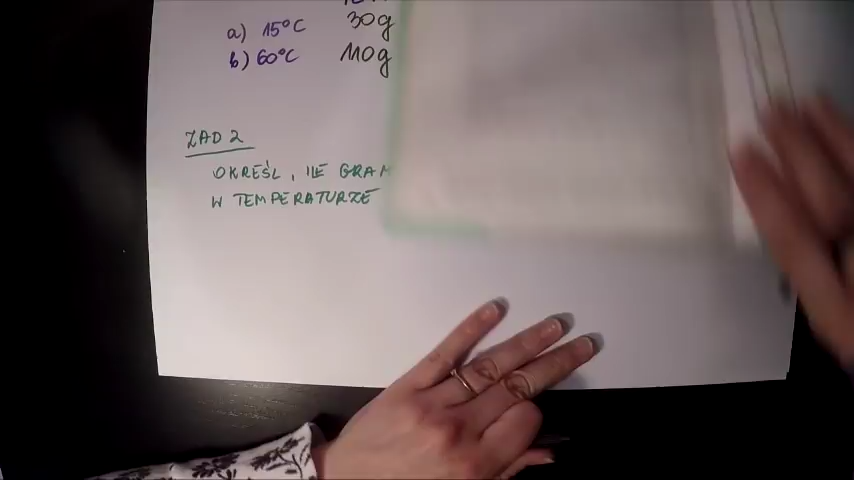 a) 15°C 30g
b) 60°C 110g
ZAD 2
OKREŚL, ILE GRAM
W TEMPERATURZE